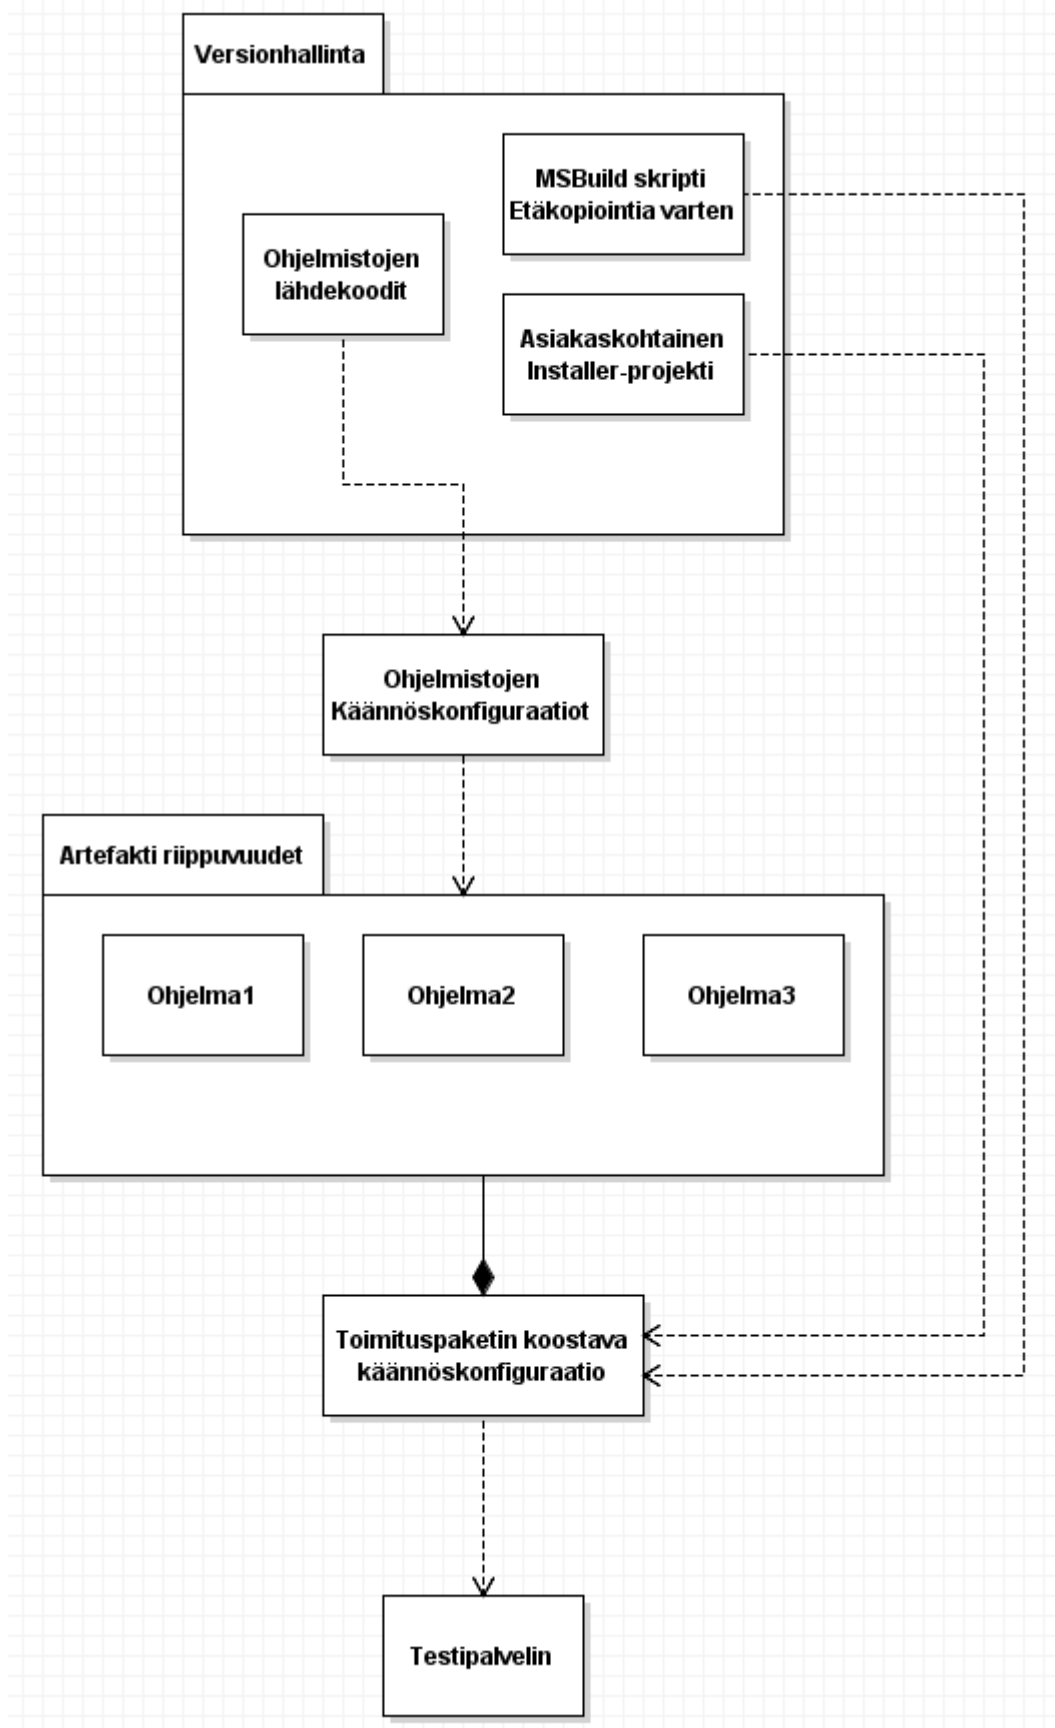 Versionhallinta
MSBuild skripti
Etäkopiointia varten
Ohjelmistojen
lähdekoodit
Asiakaskohtainen
Installer-projekti
Ohjelmistojen
Käännöskonfiguraatiot
Artefakti riippuvuudet
Ohjelma1
Ohjelma2
Ohjelma3
Toimituspaketin koostava
käännöskonfiguraatio
Testipalvelin